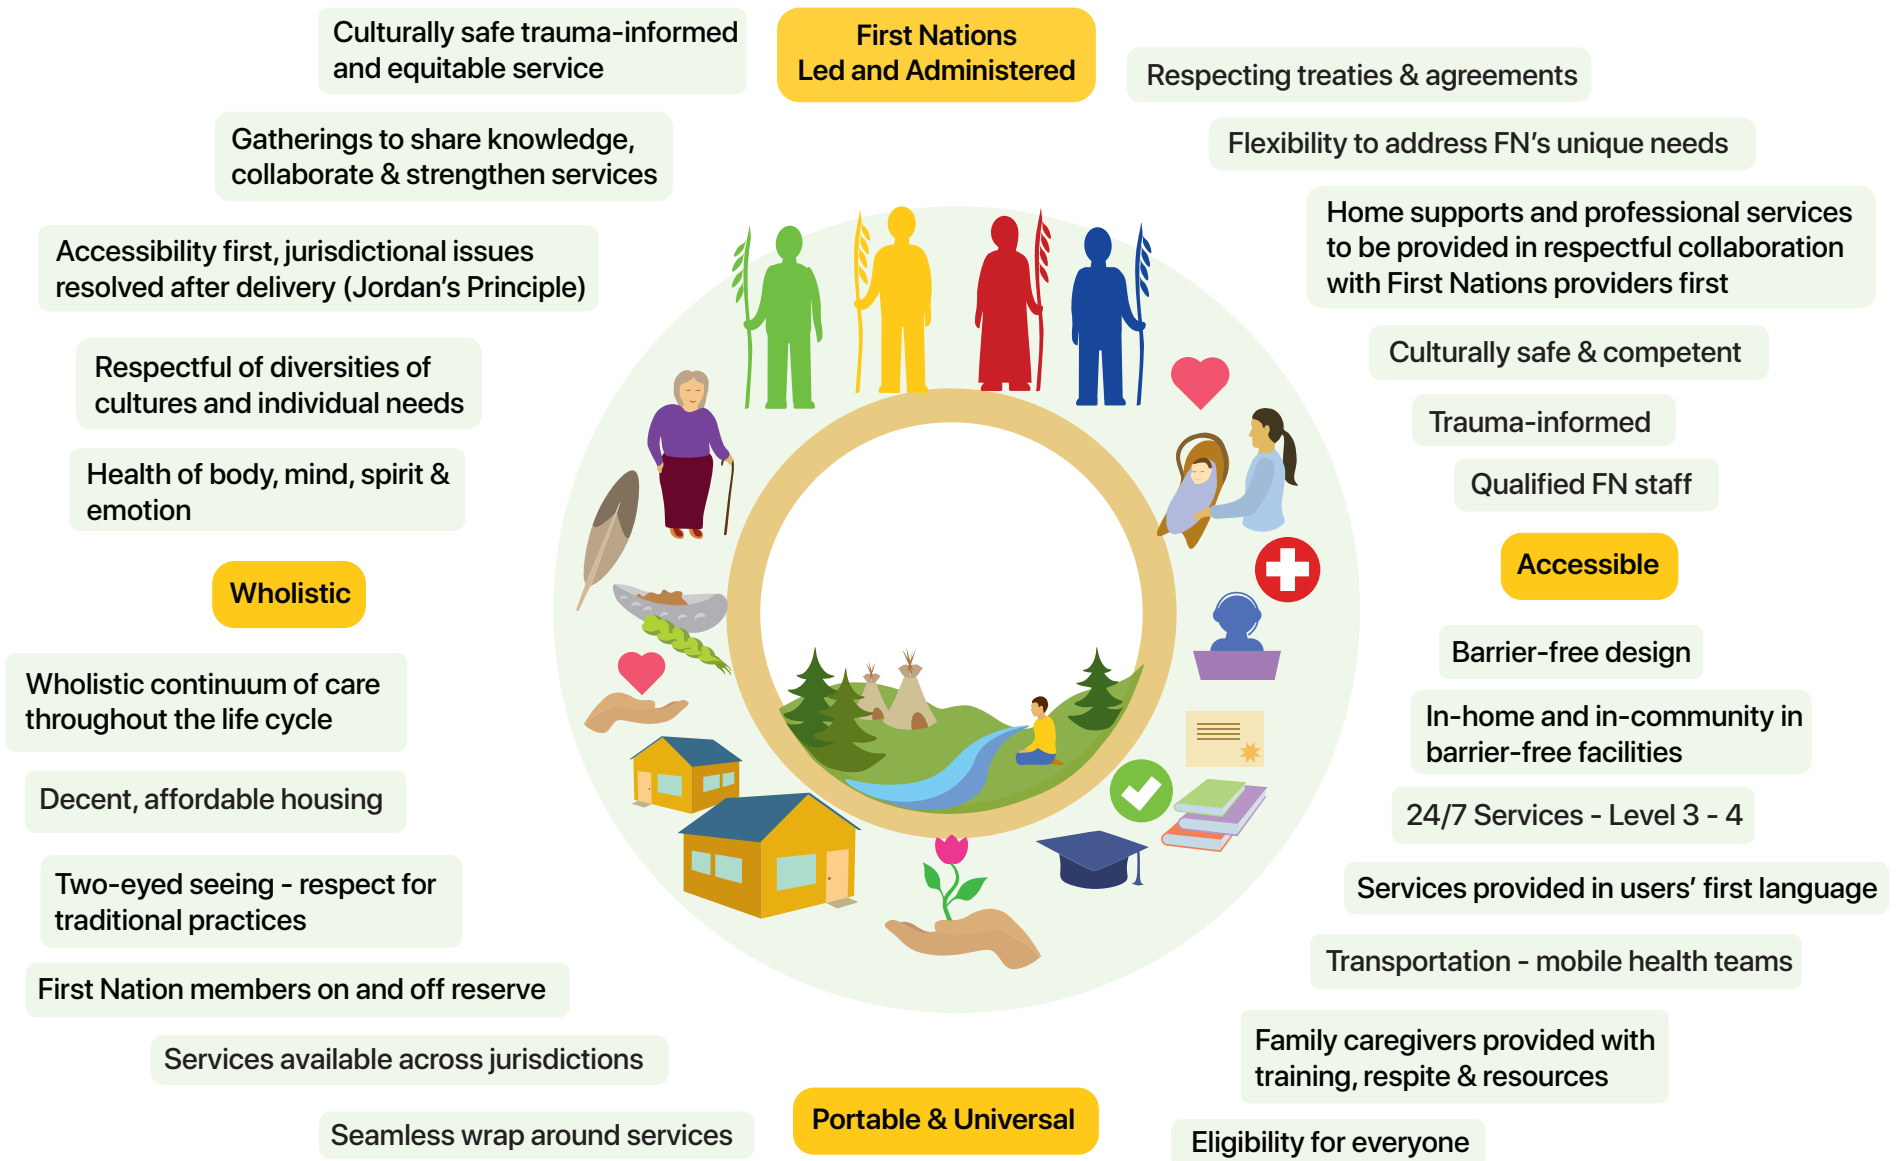 Culturally safe trauma-informed
and equitable service
First Nations
Led and Administered
Respecting treaties & agreements
Gatherings to share knowledge,
collaborate & strengthen services
Flexibility to address FN's unique needs
Accessibility first, jurisdictional issues
resolved after delivery (Jordan's Principle)
Home supports and professional services
to be provided in respectful collaboration
with First Nations providers first
Respectful of diversities of
cultures and individual needs
Culturally safe & competent
Trauma-informed
Health of body, mind, spirit &
emotion
Qualified FN staff
Wholistic
Accessible
Wholistic continuum of care
throughout the life cycle
Barrier-free design
In-home and in-community in
barrier-free facilities
Decent, affordable housing
24/7 Services - Level 3 - 4
Two-eyed seeing - respect for
traditional practices
Services provided in users' first language
First Nation members on and off reserve
Transportation - mobile health teams
Services available across jurisdictions
Family caregivers provided with
training, respite & resources
Seamless wrap around services
Portable & Universal
Eligibility for everyone